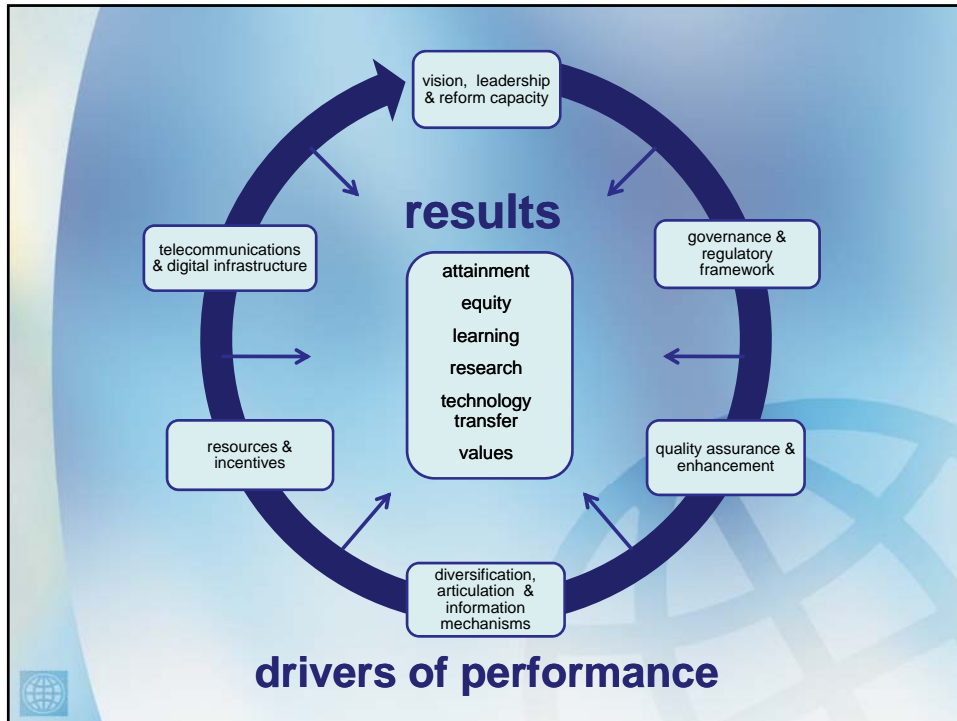 vision, leadership
& reform capacity
results
telecommunications
& digital infrastructure
governance &
regulatory
framework
attainment
equity
learning
research
technology
transfer
values
resources &
incentives
quality assurance &
enhancement
diversification,
articulation &
information
mechanisms
drivers of performance